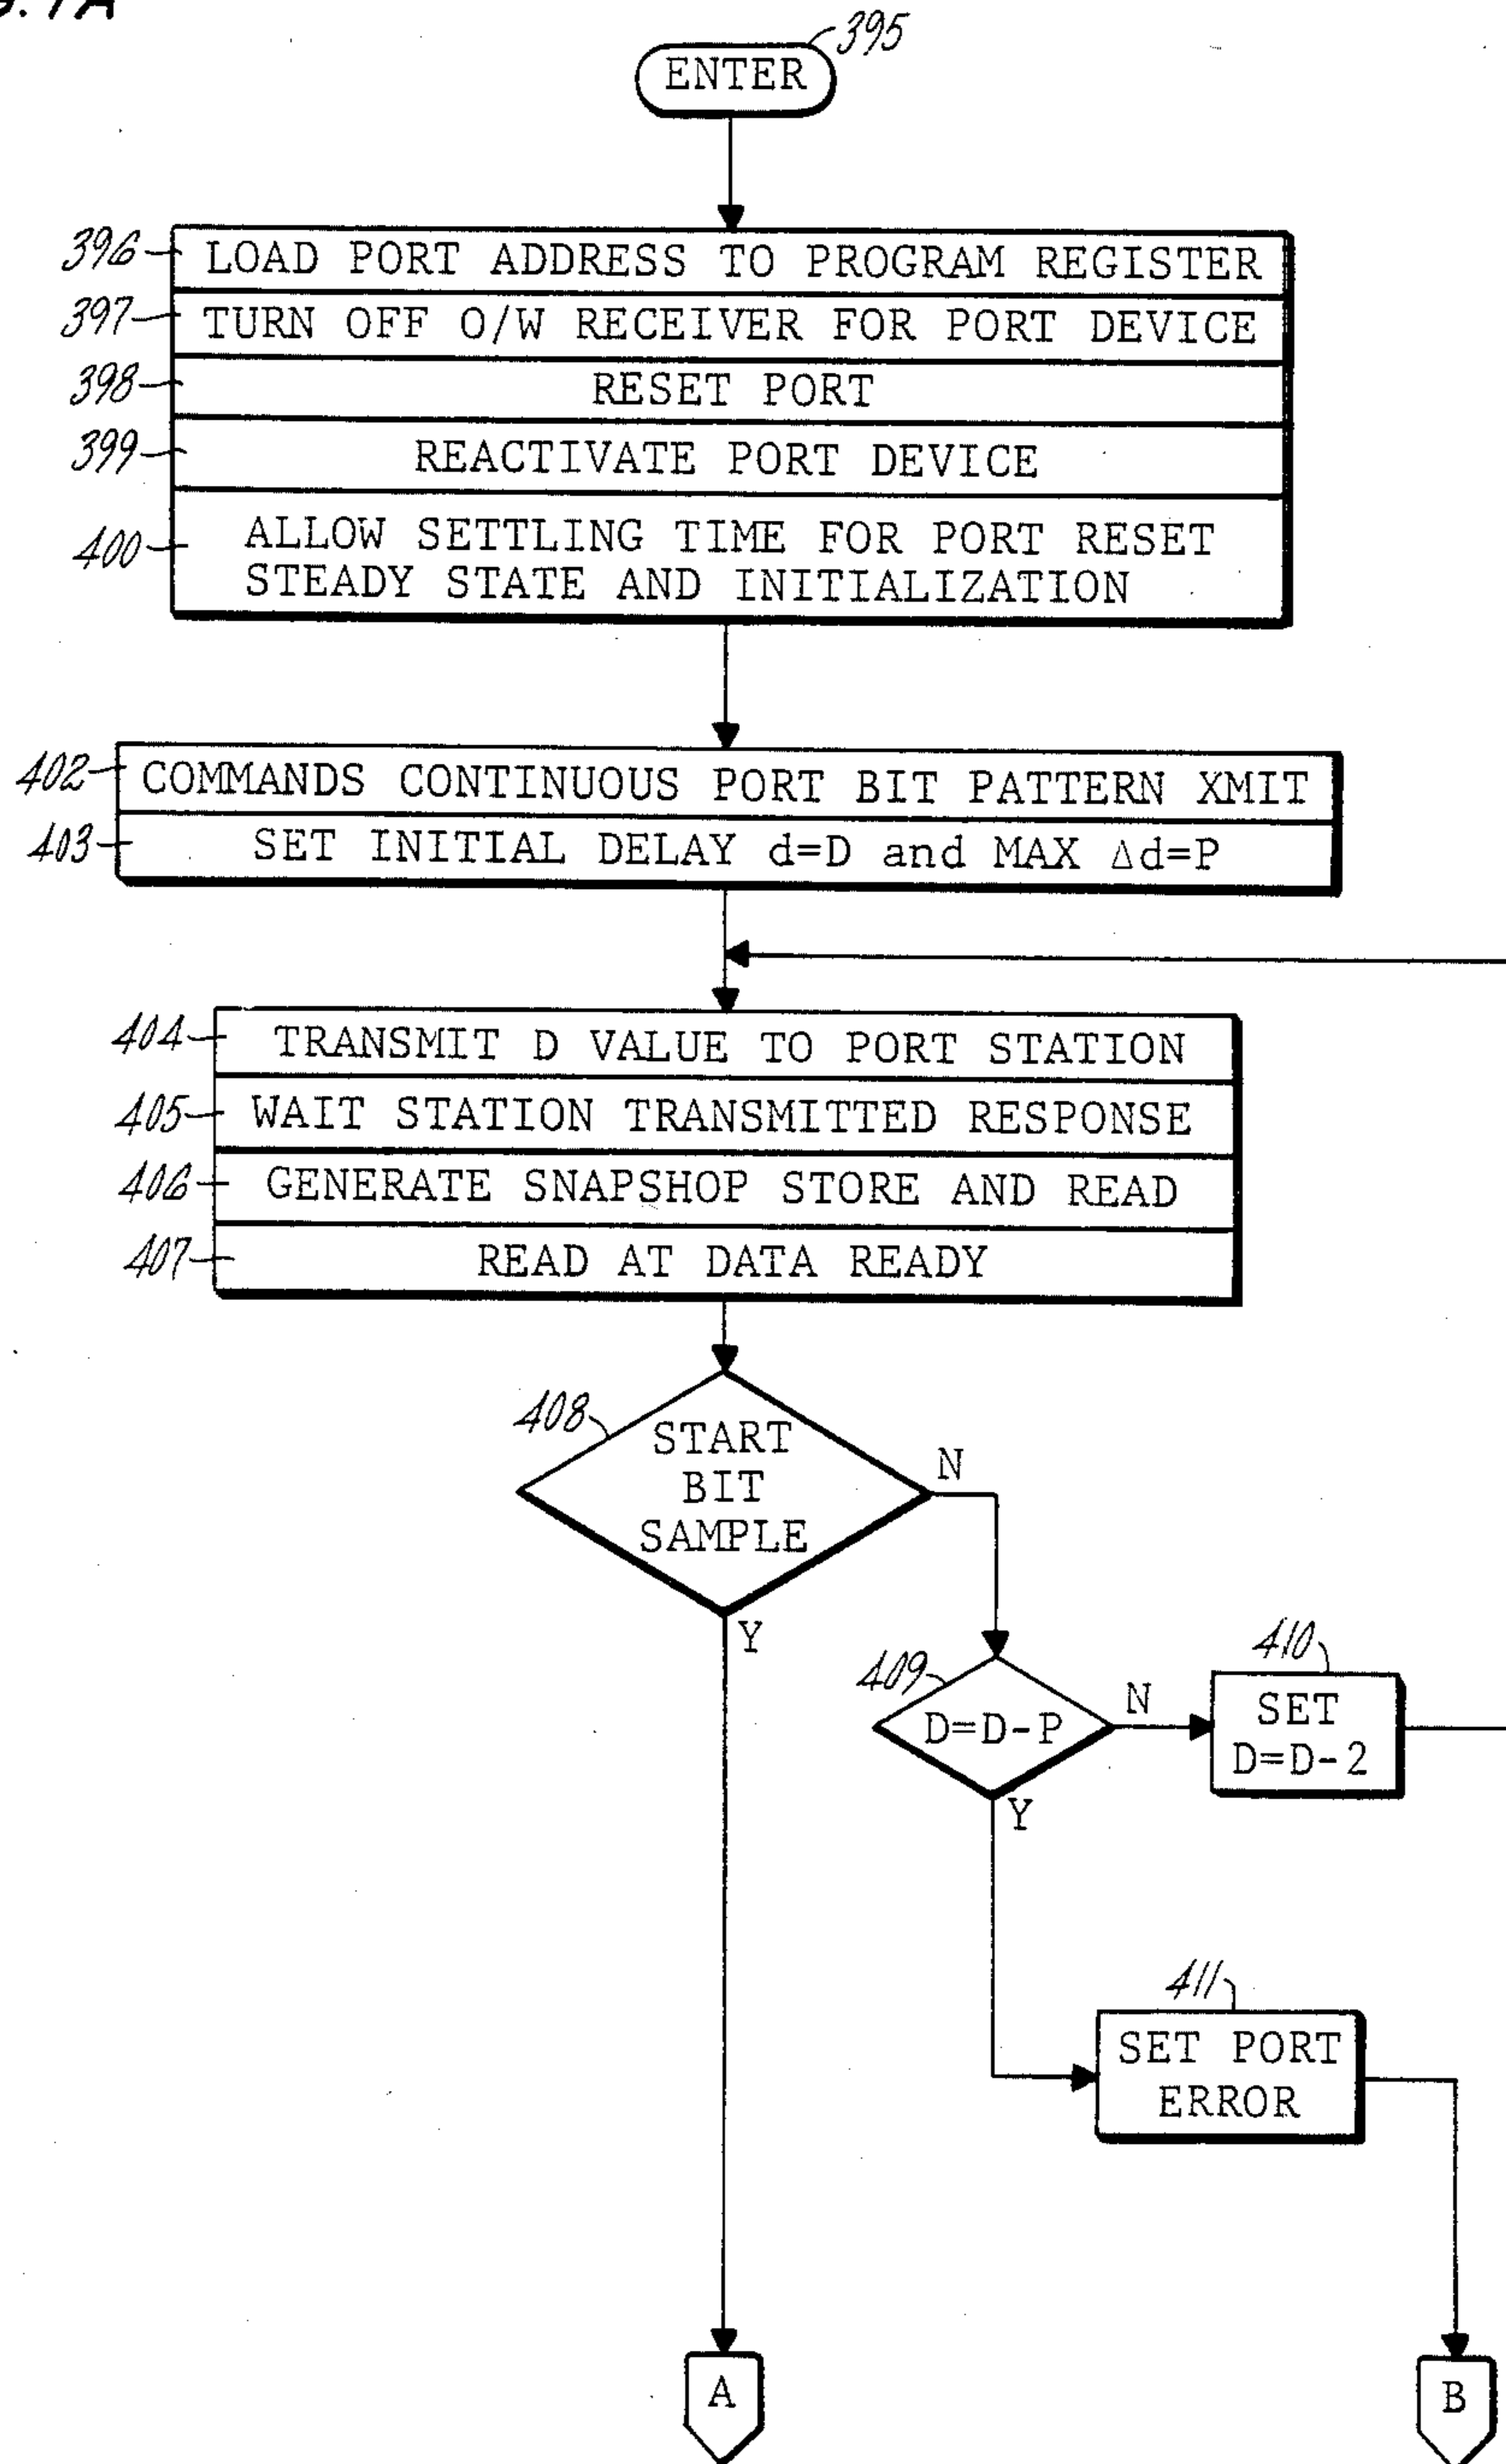 395
ENTER
396 LOAD PORT ADDRESS TO PROGRAM REGISTER
397 TURN OFF O/W RECEIVER FOR PORT DEVICE
398 RESET PORT
399 REACTIVATE PORT DEVICE
400 ALLOW SETTLING TIME FOR PORT RESET
STEADY STATE AND INITIALIZATION
402 COMMANDS CONTINUOUS PORT BIT PATTERN XMIT
403 SET INITIAL DELAY d=D and MAX Δd=P
404 TRANSMIT D VALUE TO PORT STATION
405 WAIT STATION TRANSMITTED RESPONSE
406 GENERATE SNAPSHOP STORE AND READ
407 READ AT DATA READY
408
START
BIT
SAMPLE
N
Y
409
D=D-P
N
Y
410
SET
D=D-2
411
SET PORT
ERROR
A
B